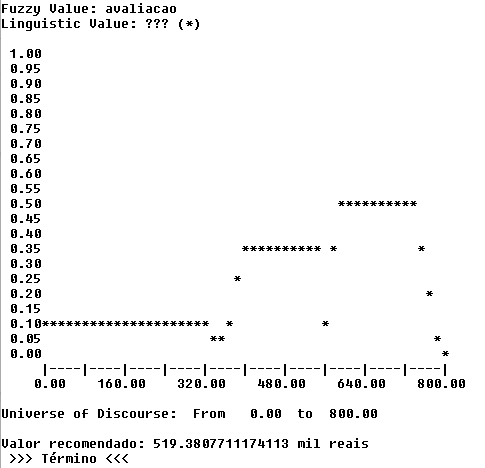 Fuzzy Value: avaliacao
Linguistic Value: ??? (*)
1.00
0.95
0.90
0.85
0.80
0.75
0.70
0.65
0.60
0.55
0.50                                     **********
0.45
0.40
0.35                         ********** *          *
0.30
0.25                        *
0.20                                                *
0.15
0.10*********************  *           *
0.05                     **                          *
0.00                                                  *
|----|----|----|----|----|----|----|----|----|----|
0.00 160.00 320.00 480.00 640.00 800.00
Universe of Discourse: From 0.00 to 800.00
Valor recomendado: 519.3807711174113 mil reais
>>> Término <<<